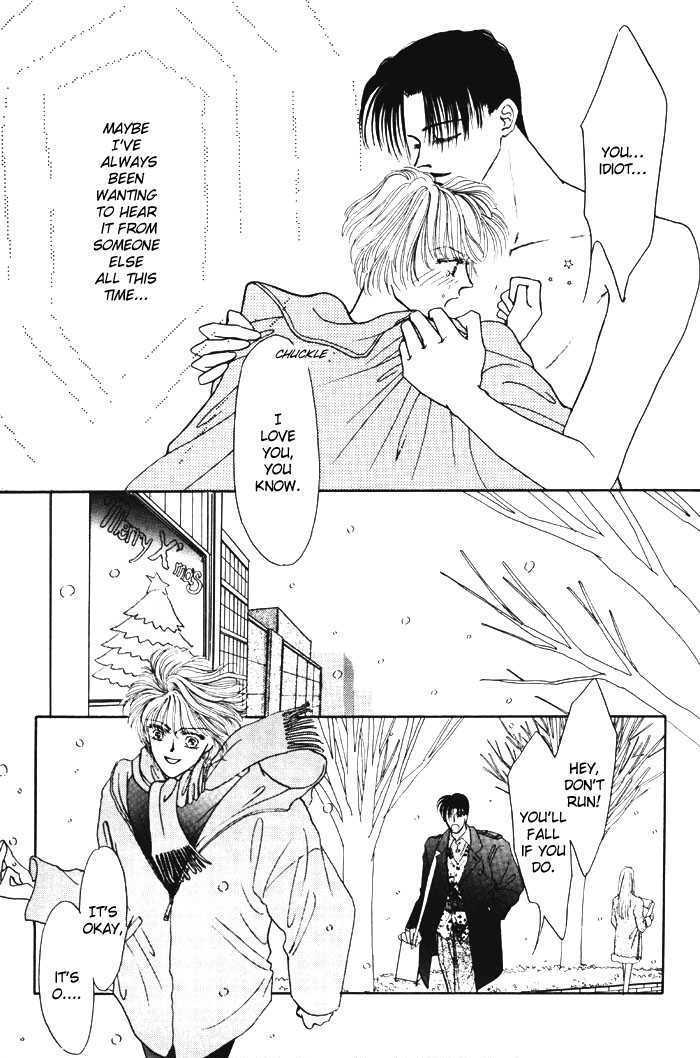 YOU...
IDIOT...
MAYBE
I'VE
ALWAYS
BEEN
WANTING
TO HEAR
IT FROM
SOMEONE
ELSE
ALL THIS
TIME...
CHUCKLE
I
LOVE
YOU,
YOU
KNOW.
Merry X'mas
HEY,
DON'T
RUN!
YOU'LL
FALL
IF YOU
DO.
IT'S
OKAY,
IT'S
O....